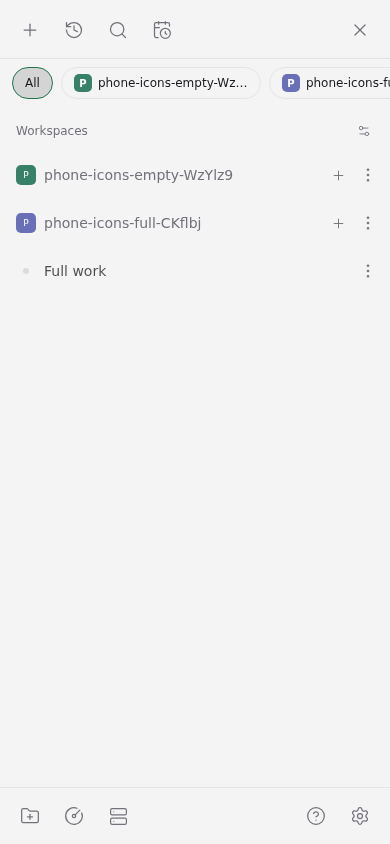 All
P phone-icons-empty-Wz...
P phone-icons-fu
Workspaces
P phone-icons-empty-WzYlz9
P phone-icons-full-CKflbj
Full work